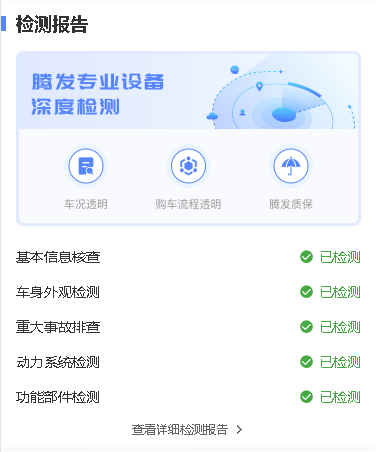 检测报告
腾发专业设备
深度检测
车况透明
购车流程透明
腾发质保
基本信息核查 已检测
车身外观检测 已检测
重大事故排查 已检测
动力系统检测 已检测
功能部件检测 已检测
查看详细检测报告 >